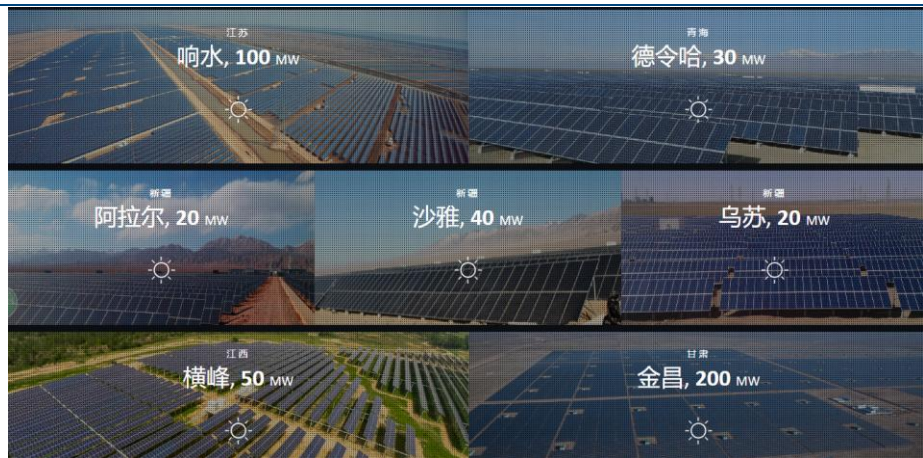 江苏
响水, 100 MW
青海
德令哈, 30 MW
新疆
阿拉尔, 20 MW
新疆
沙雅, 40 MW
新疆
乌苏, 20 MW
江西
横峰, 50 MW
甘肃
金昌, 200 MW